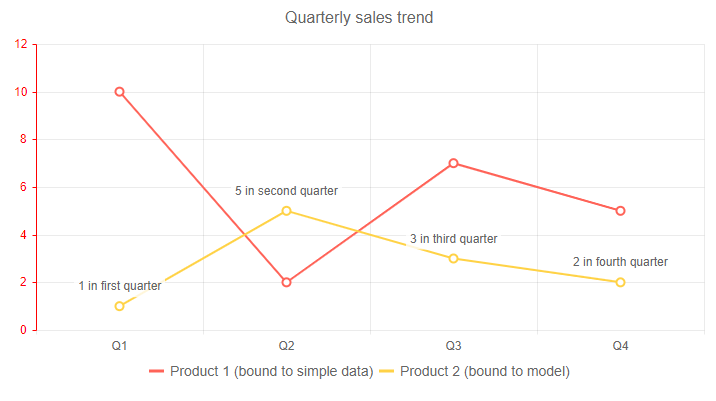 Quarterly sales trend
12
10
8
6
4
2
0
5 in second quarter
3 in third quarter
2 in fourth quarter
1 in first quarter
Q1 Q2 Q3 Q4
Product 1 (bound to simple data) Product 2 (bound to model)